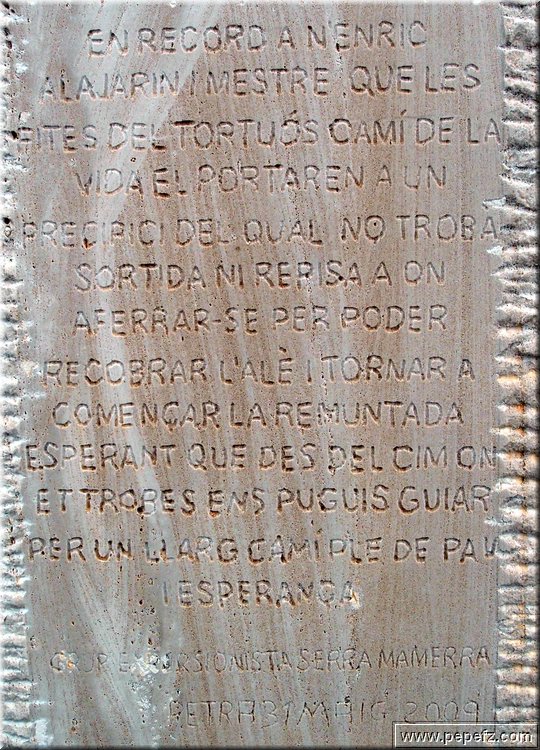 EN RECORD A N'ENRIC
ALAJARIN I MESTRE QUE LES
FITES DEL TORTUÓS CAMÍ DE LA
VIDA EL PORTAREN A UN
PRECIPICI DEL QUAL NO TROBÀ
SORTIDA NI REPISA A ON
AFERRAR-SE PER PODER
RECOBRAR L'ALÈ I TORNAR A
COMENÇAR LA REMUNTADA
ESPERANT QUE DES DEL CIM ON
ET TROBES ENS PUGUIS GUIAR
PER UN LLARG CAMÍ PLE DE PAU
I ESPERANÇA
GRUP EXCURSIONISTA SERRA MAMERRA
PETRA 31 MAIG 2009
www.pepefz.com